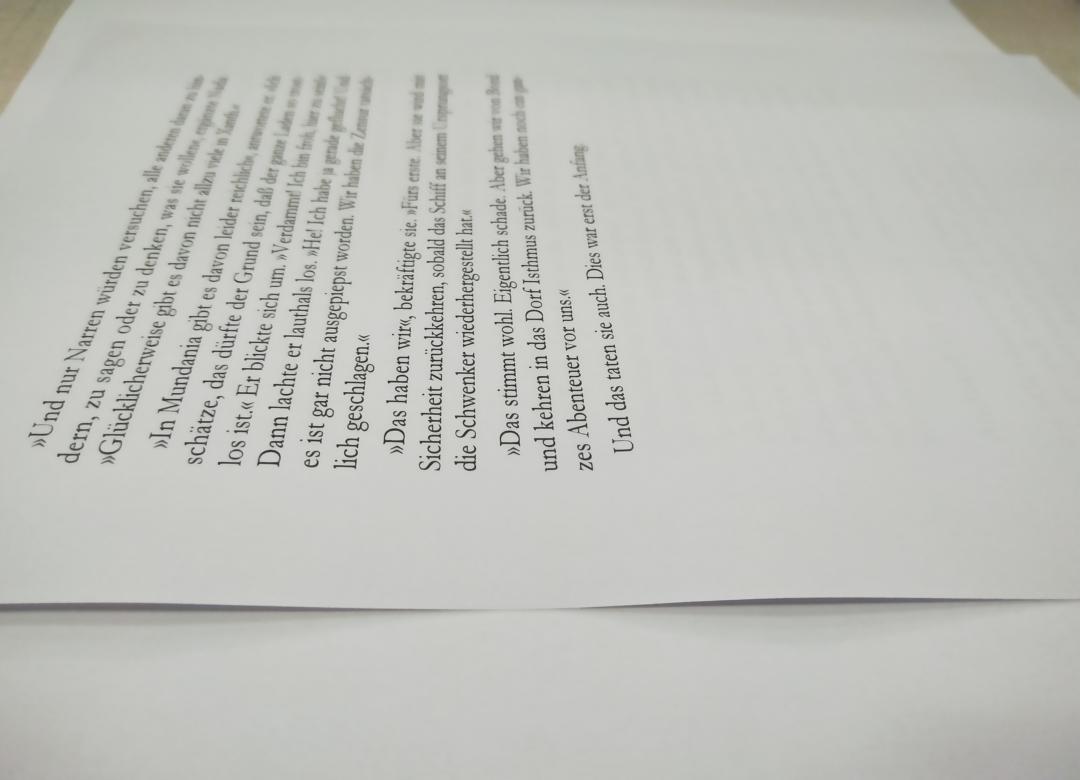 »Und nur Narren würden versuchen, alle anderen daran zu hin-
dern, zu sagen oder zu denken, was sie wollen«, ergänzte Nada.
»Glücklicherweise gibt es davon nicht allzu viele in Xanth.«
»In Mundania gibt es davon leider reichlich«, antwortete er.
schätze, das dürfte der Grund sein, daß der ganze Laden so
los ist.« Er blickte sich um. »Verdammt! Ich bin froh, hier zu
Dann lachte er lauthals los. »He! Ich habe ja gerade geflucht! Und
es ist gar nicht ausgepiepst worden. Wir haben die Zensur
lich geschlagen.«
»Das haben wir«, bekräftigte sie. »Fürs erste. Aber sie wird mit
Sicherheit zurückkehren, sobald das Schiff an seinem Ursprungsort
die Schwenker wiederhergestellt hat.«
»Das stimmt wohl. Eigentlich schade. Aber gehen wir von Bord
und kehren in das Dorf Isthmus zurück. Wir haben noch ein gan-
zes Abenteuer vor uns.«
Und das taten sie auch. Dies war erst der Anfang.